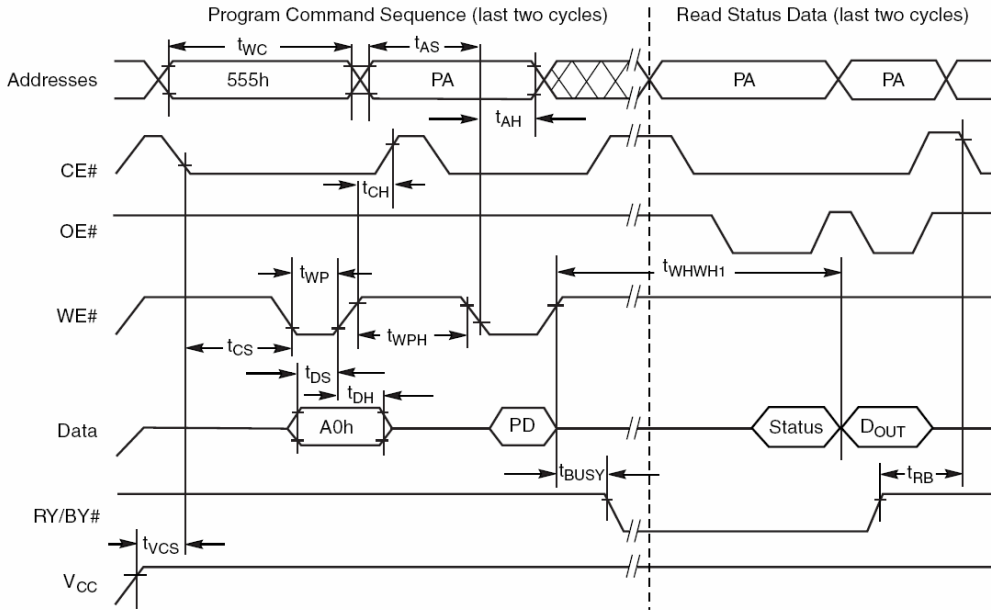 Program Command Sequence (last two cycles) Read Status Data (last two cycles)
tWC tAS
Addresses 555h PA PA PA
tAH
CE#
tCH
OE#
tWP tWHWH1
WE#
tWPH
tCS
tDS
tDH
Data A0h PD Status DOUT
tBUSY tRB
RY/BY#
tVCS
VCC